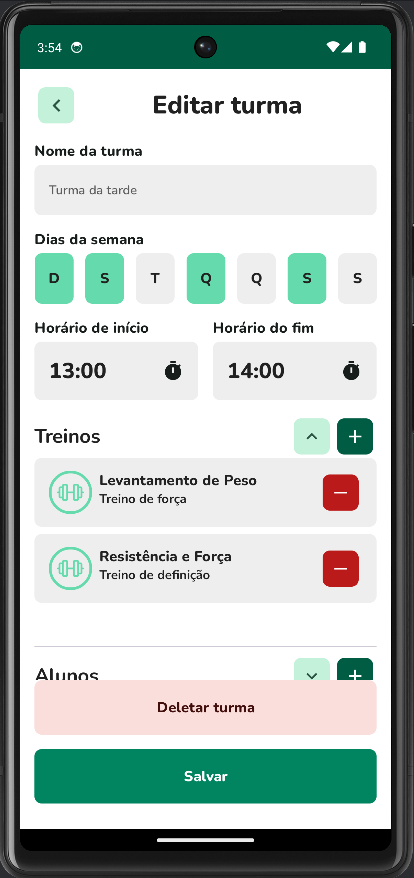 3:54
Editar turma
Nome da turma
Turma da tarde
Dias da semana
D S T Q Q S S
Horário de início Horário do fim
13:00 14:00
Treinos
Levantamento de Peso
Treino de força
Resistência e Força
Treino de definição
Alunos
Deletar turma
Salvar